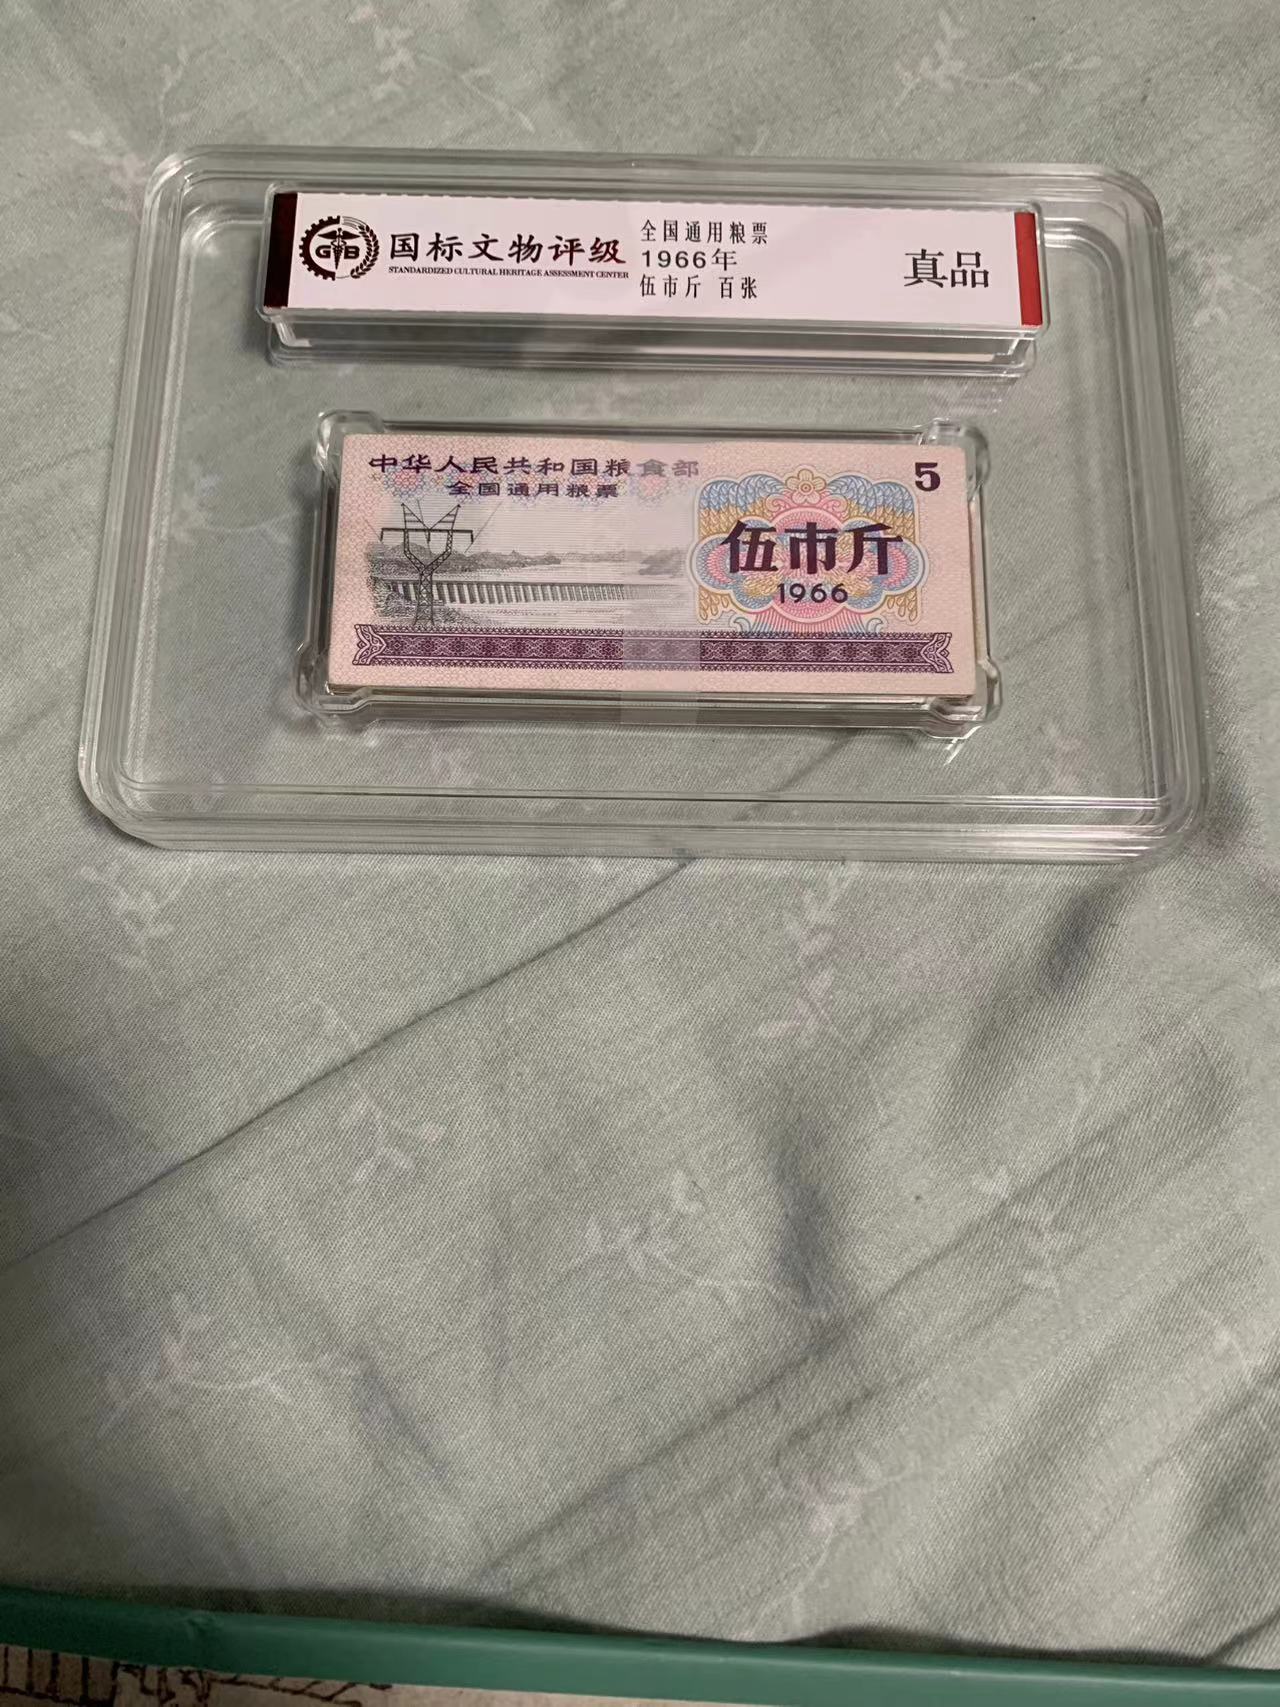 GB
国标文物评级
STANDARDIZED CULTURAL HERITAGE ASSESSMENT CENTER
全国通用粮票
1966年
伍市斤 百张
真品
中华人民共和国粮食部
全国通用粮票
5
伍市斤
1966